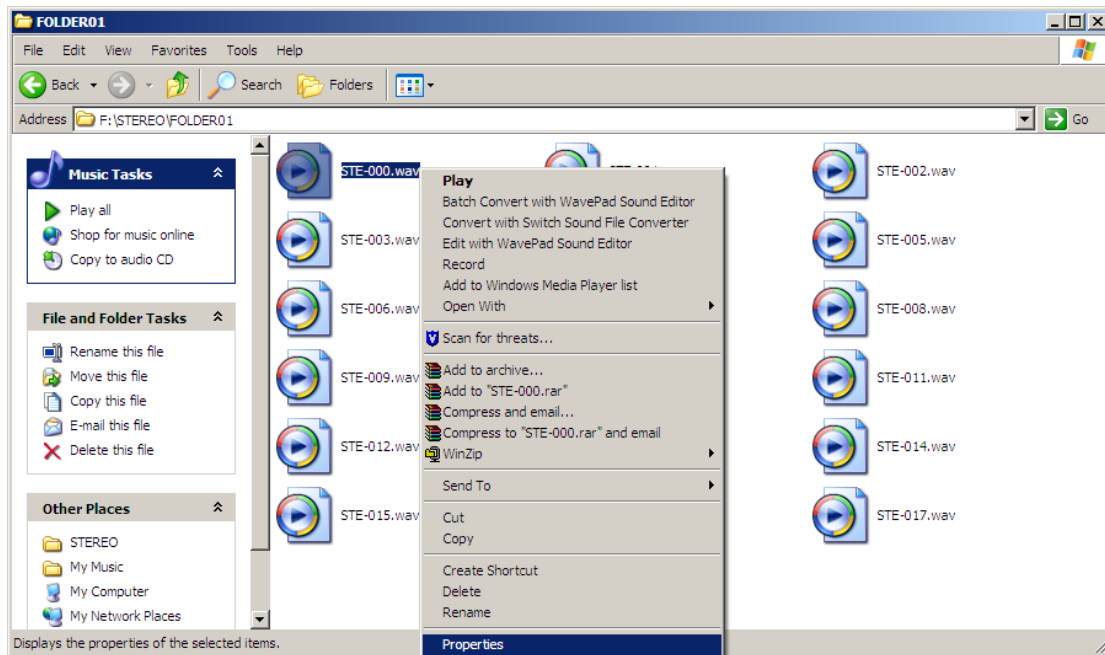 FOLDER01
File Edit View Favorites Tools Help
Back Search Folders
Address F:\STEREO\FOLDER01 Go
Music Tasks
Play all
Shop for music online
Copy to audio CD
File and Folder Tasks
Rename this file
Move this file
Copy this file
E-mail this file
Delete this file
Other Places
STEREO
My Music
My Computer
My Network Places
STE-000.wav
STE-002.wav
STE-003.wav
STE-005.wav
STE-006.wav
STE-008.wav
STE-009.wav
STE-011.wav
STE-012.wav
STE-014.wav
STE-015.wav
STE-017.wav
Play
Batch Convert with WavePad Sound Editor
Convert with Switch Sound File Converter
Edit with WavePad Sound Editor
Record
Add to Windows Media Player list
Open With
Scan for threats...
Add to archive...
Add to "STE-000.rar"
Compress and email...
Compress to "STE-000.rar" and email
WinZip
Send To
Cut
Copy
Create Shortcut
Delete
Rename
Properties
Displays the properties of the selected items.